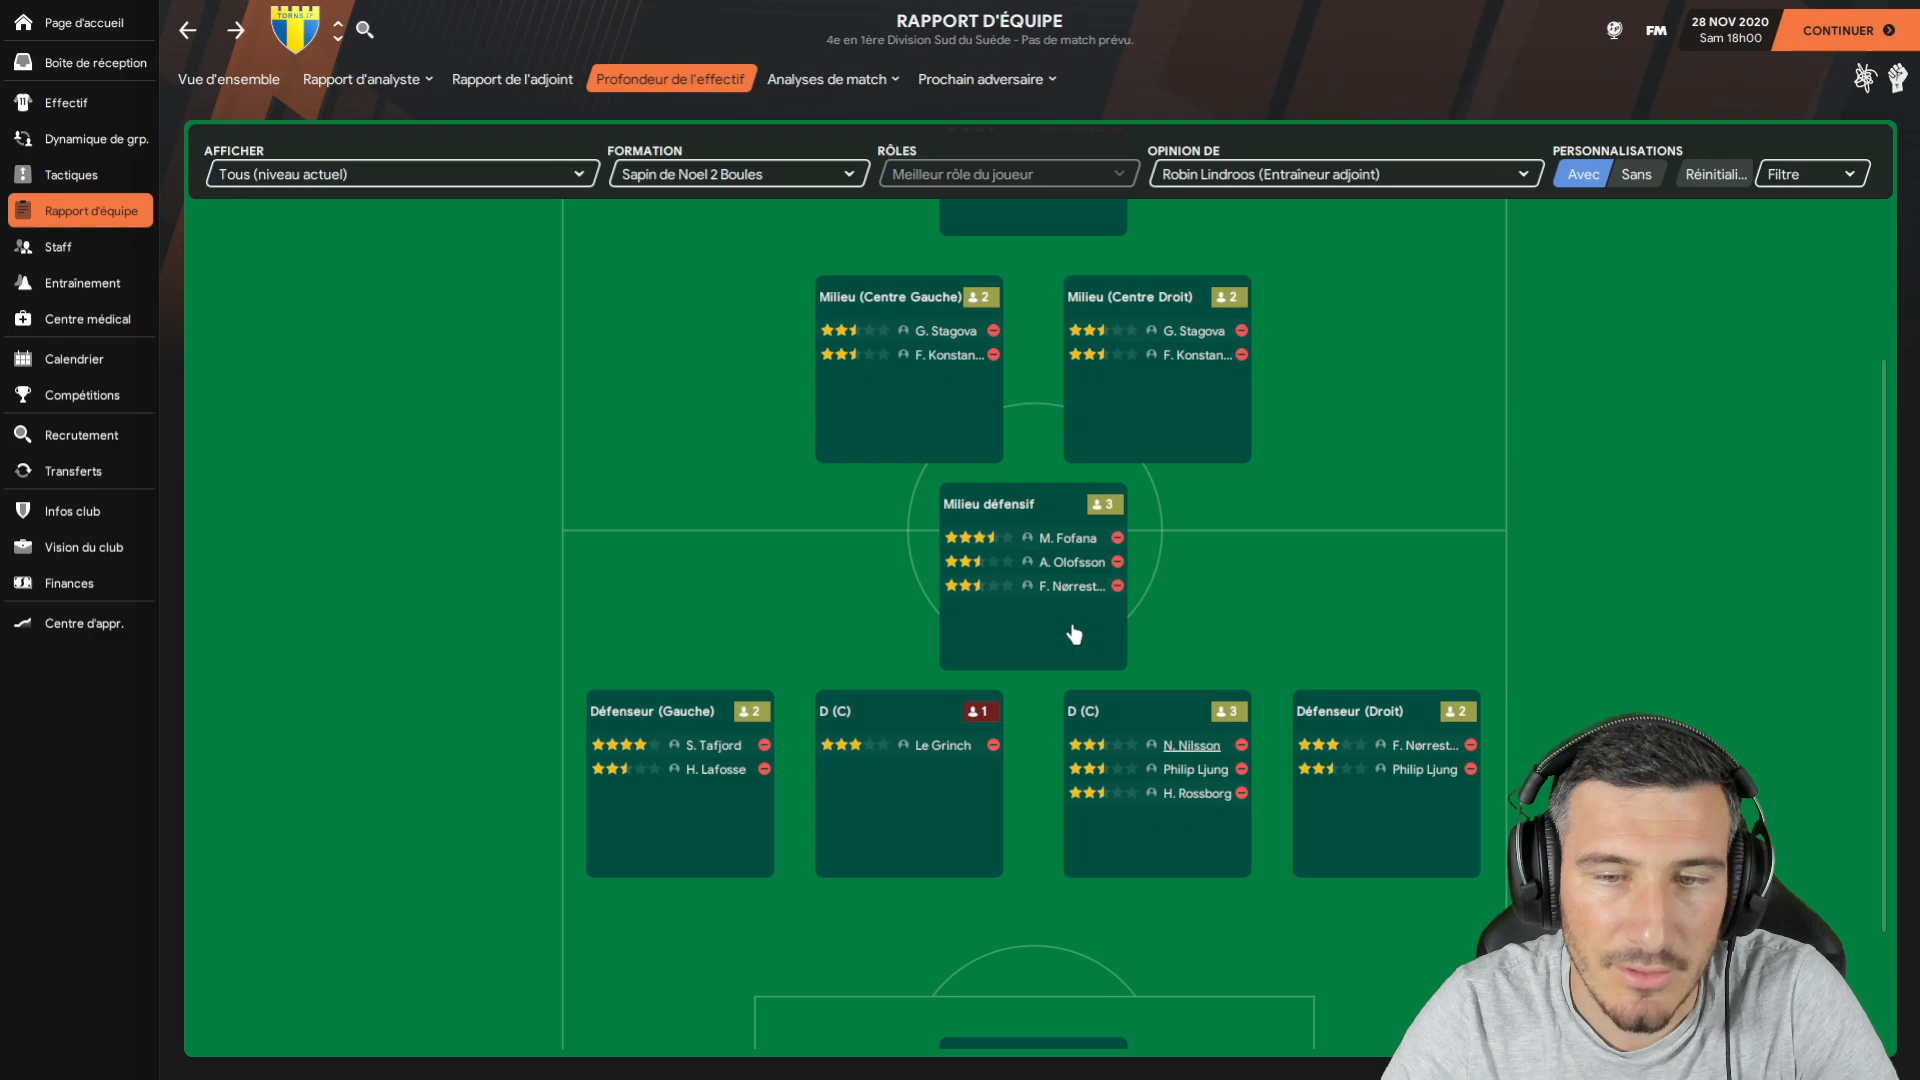 Page d'accueil
Boîte de réception
Effectif
Dynamique de grp.
Tactiques
Rapport d'équipe
Staff
Entraînement
Centre médical
Calendrier
Compétitions
Recrutement
Transferts
Infos club
Vision du club
Finances
Centre d'appr.
TORNS IF
RAPPORT D'ÉQUIPE
4e en 1ère Division Sud du Suède - Pas de match prévu.
FM
28 NOV 2020
Sam 18h00
CONTINUER
Vue d'ensemble
Rapport d'analyste
Rapport de l'adjoint
Profondeur de l'effectif
Analyses de match
Prochain adversaire
AFFICHER
Tous (niveau actuel)
FORMATION
Sapin de Noel 2 Boules
RÔLES
Meilleur rôle du joueur
OPINION DE
Robin Lindroos (Entraîneur adjoint)
PERSONNALISATIONS
Avec
Sans
Réinitiali...
Filtre
Milieu (Centre Gauche) 2
G. Stagova
F. Konstan...
Milieu (Centre Droit) 2
G. Stagova
F. Konstan...
Milieu défensif 3
M. Fofana
A. Olofsson
F. Nørrest...
Défenseur (Gauche) 2
S. Tafjord
H. Lafosse
D (C) 1
Le Grinch
D (C) 3
N. Nilsson
Philip Ljung
H. Rossborg
Défenseur (Droit) 2
F. Nørrest...
Philip Ljung